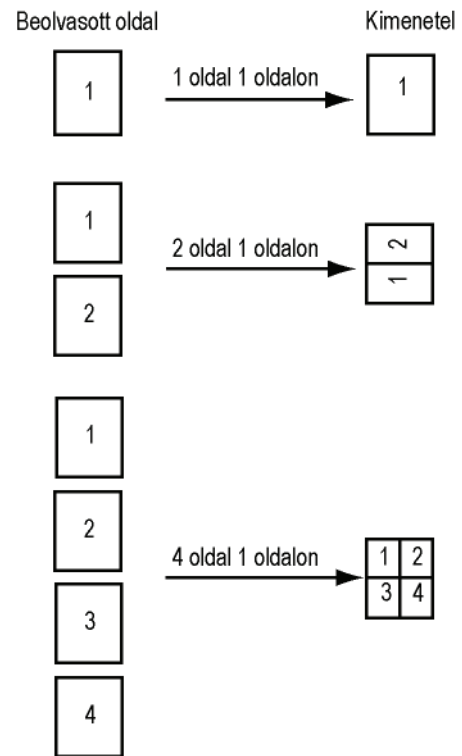 Beolvasott oldal Kimenetel
1 1 oldal 1 oldalon 1
1
2 oldal 1 oldalon 2
1
2
1
2
4 oldal 1 oldalon 1 2
3 4
3
4